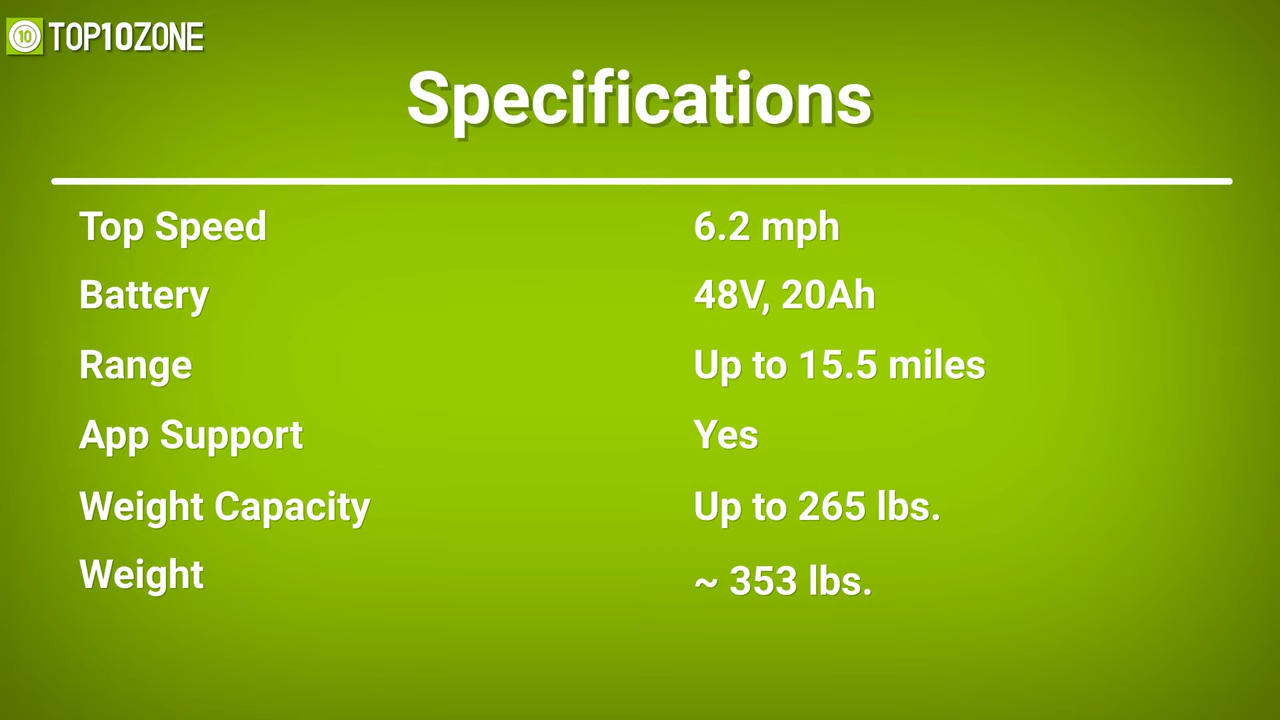 10 TOP10ZONE
Specifications
Top Speed 6.2 mph
Battery 48V, 20Ah
Range Up to 15.5 miles
App Support Yes
Weight Capacity Up to 265 lbs.
Weight ~ 353 lbs.